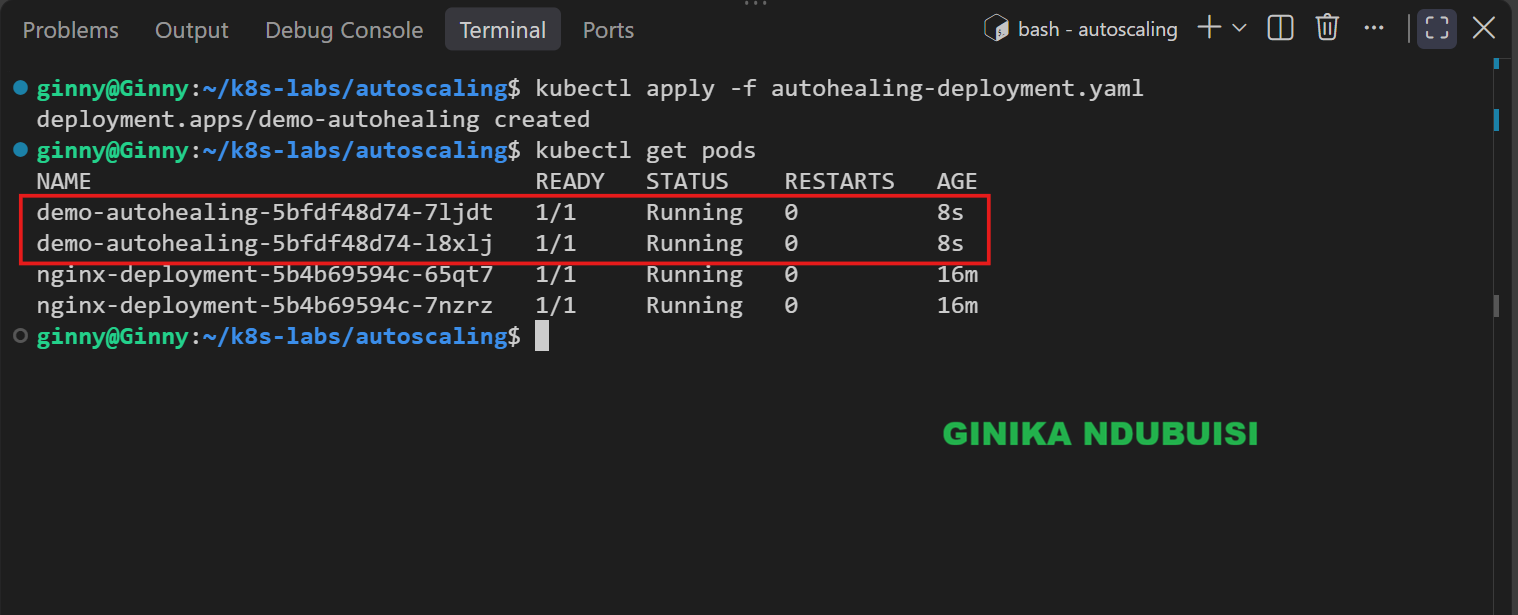 Problems Output Debug Console Terminal Ports bash - autoscaling
ginny@Ginny:~/k8s-labs/autoscaling$ kubectl apply -f autohealing-deployment.yaml
deployment.apps/demo-autohealing created
ginny@Ginny:~/k8s-labs/autoscaling$ kubectl get pods
NAME READY STATUS RESTARTS AGE
demo-autohealing-5bfdf48d74-7ljdt 1/1 Running 0 8s
demo-autohealing-5bfdf48d74-l8xlj 1/1 Running 0 8s
nginx-deployment-5b4b69594c-65qt7 1/1 Running 0 16m
nginx-deployment-5b4b69594c-7nzrz 1/1 Running 0 16m
ginny@Ginny:~/k8s-labs/autoscaling$
GINIKA NDUBUISI